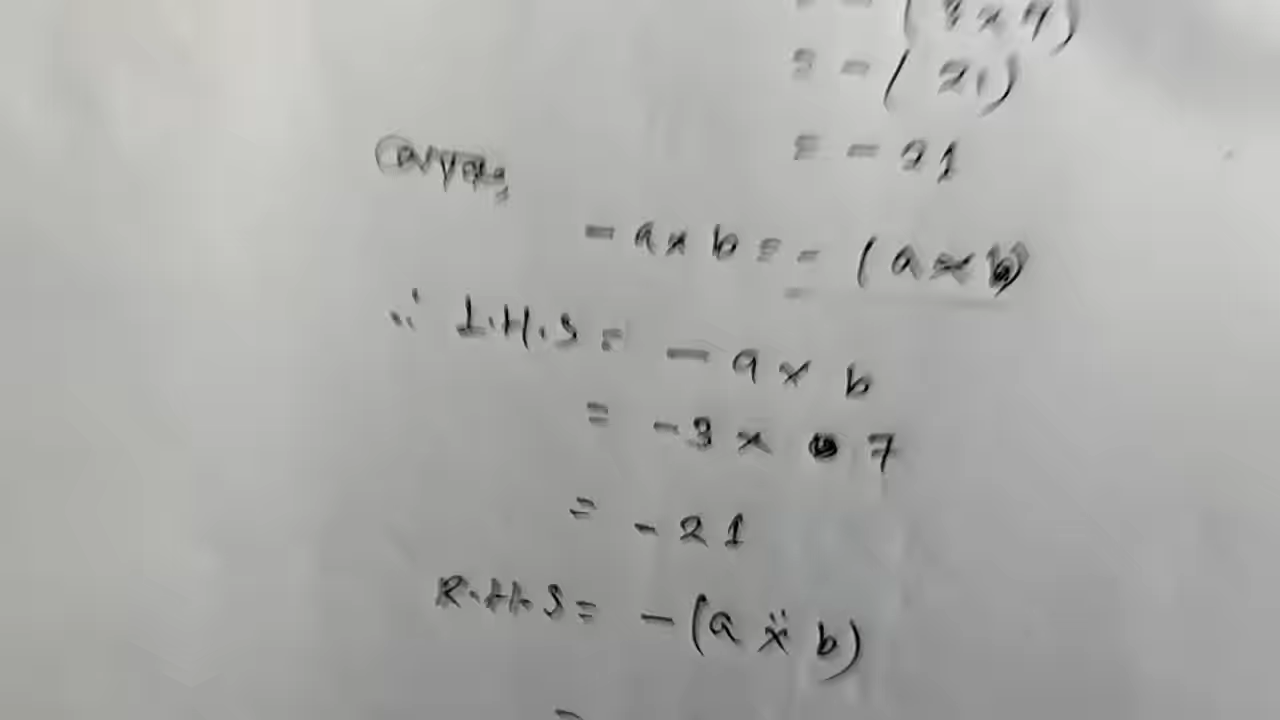 = - (3 x 7)
= - ( 21)
= - 21
- a x b = - (a x b)
∴ L.H.S = - a x b
= - 3 x 7
= - 21
R.H.S = - (a x b)
=